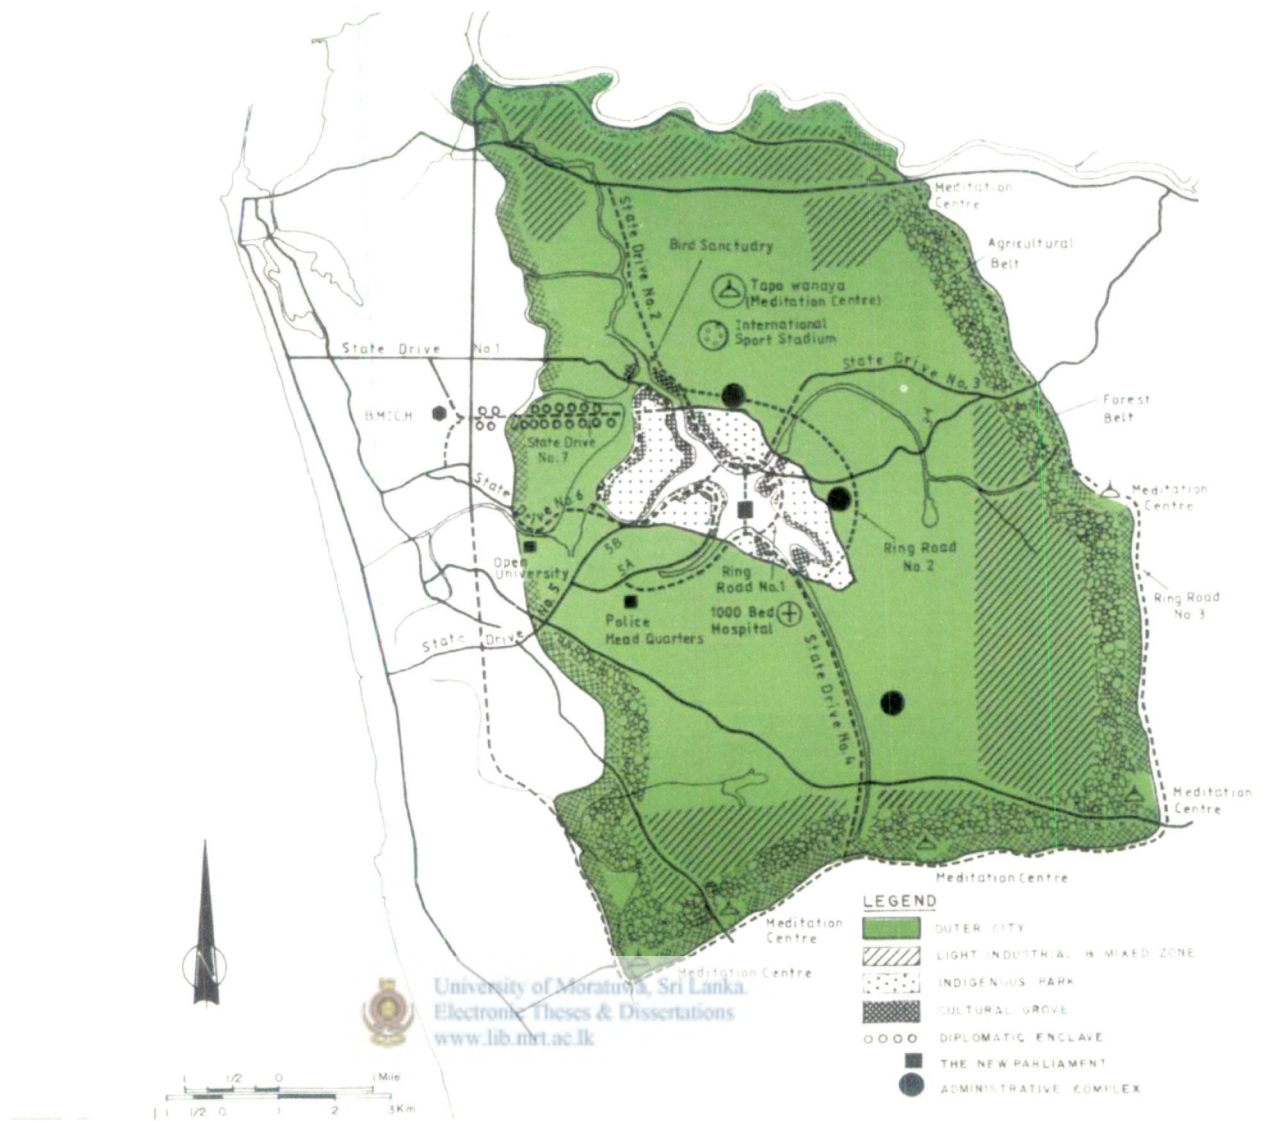 Meditation
Centre
State Drive No.2
Bird Sanctudry
Agricultural
Belt
Tapo wanaya
(Meditation Centre)
International
Sport Stadium
State Drive No.1
State Drive No.3
B.M.I.C.H.
Forest
Belt
State Drive
No.7
State Drive No.6
Meditation
Centre
5B
5A
Open
University
Ring Road
No.2
Ring
Road No.1
1000 Bed
Hospital
Ring Road
No.3
Police
Head Quarters
State Drive No.5
State Drive No.4
Meditation
Centre
Meditation Centre
Meditation
Centre
Meditation Centre
LEGEND
OUTER CITY
LIGHT INDUSTRIAL & MIXED ZONE
INDIGENOUS PARK
CULTURAL GROVE
DIPLOMATIC ENCLAVE
THE NEW PARLIAMENT
ADMINISTRATIVE COMPLEX
University of Moratuwa, Sri Lanka.
Electronic Theses & Dissertations
www.lib.mrt.ac.lk
1 1/2 0 1 Mile
1 1/2 0 1 2 3Km